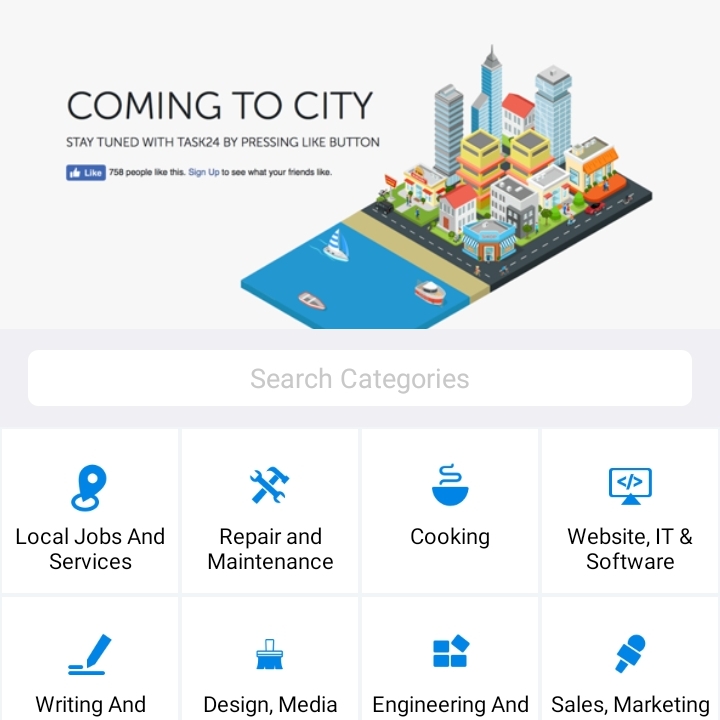 COMING TO CITY
STAY TUNED WITH TASK24 BY PRESSING LIKE BUTTON
Like 758 people like this. Sign Up to see what your friends like.
Search Categories
Local Jobs And
Services
Repair and
Maintenance
Cooking
Website, IT &
Software
Writing And
Design, Media
Engineering And
Sales, Marketing